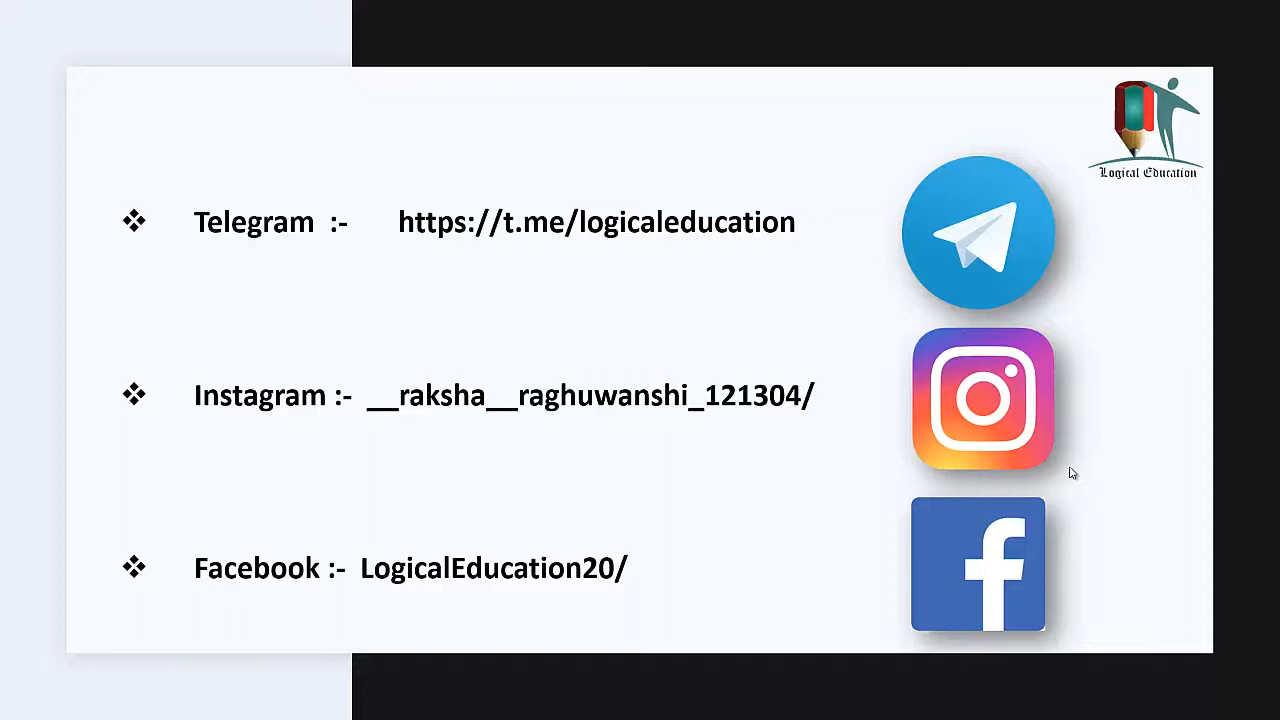 Logical Education
❖ Telegram :- https://t.me/logicaleducation
❖ Instagram :- __raksha__raghuwanshi_121304/
❖ Facebook :- LogicalEducation20/